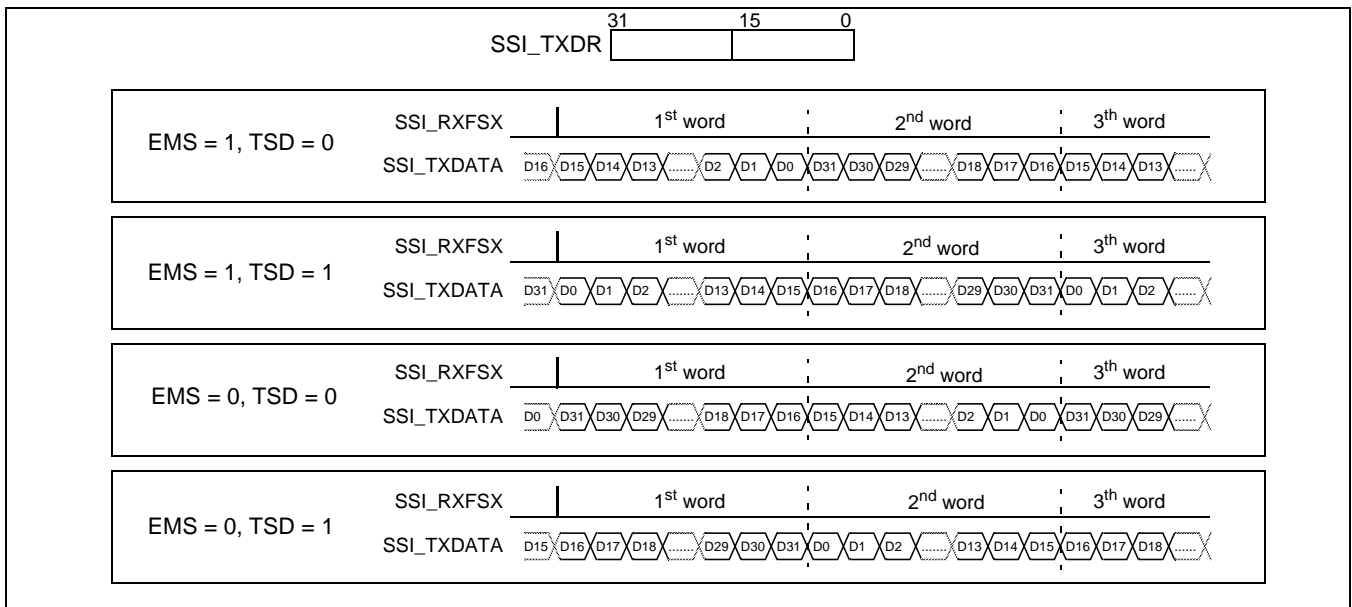 31 15 0
SSI_TXDR
EMS = 1, TSD = 0
SSI_RXFSX 1st word 2nd word 3th word
SSI_TXDATA D16 D15 D14 D13 ....... D2 D1 D0 D31 D30 D29 ....... D18 D17 D16 D15 D14 D13 ......
EMS = 1, TSD = 1
SSI_RXFSX 1st word 2nd word 3th word
SSI_TXDATA D31 D0 D1 D2 ....... D13 D14 D15 D16 D17 D18 ....... D29 D30 D31 D0 D1 D2 ......
EMS = 0, TSD = 0
SSI_RXFSX 1st word 2nd word 3th word
SSI_TXDATA D0 D31 D30 D29 ....... D18 D17 D16 D15 D14 D13 ....... D2 D1 D0 D31 D30 D29 ......
EMS = 0, TSD = 1
SSI_RXFSX 1st word 2nd word 3th word
SSI_TXDATA D15 D16 D17 D18 ....... D29 D30 D31 D0 D1 D2 ....... D13 D14 D15 D16 D17 D18 ......